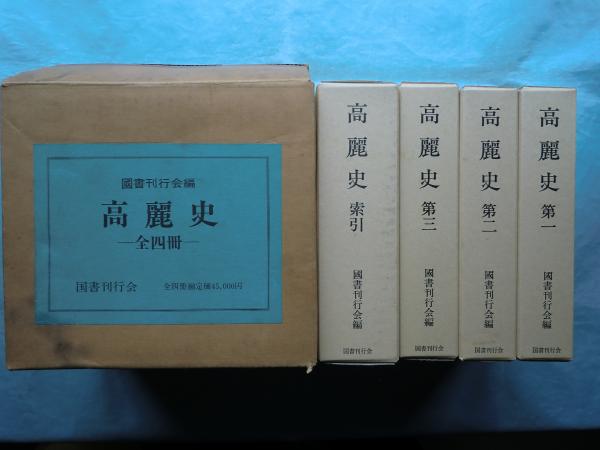 國書刊行会編
高麗史
―全四冊―
国書刊行会 全四冊揃定価45,000円
高麗史 索引 國書刊行会編 国書刊行会
高麗史 第三 國書刊行会編 国書刊行会
高麗史 第二 國書刊行会編 国書刊行会
高麗史 第一 國書刊行会編 国書刊行会